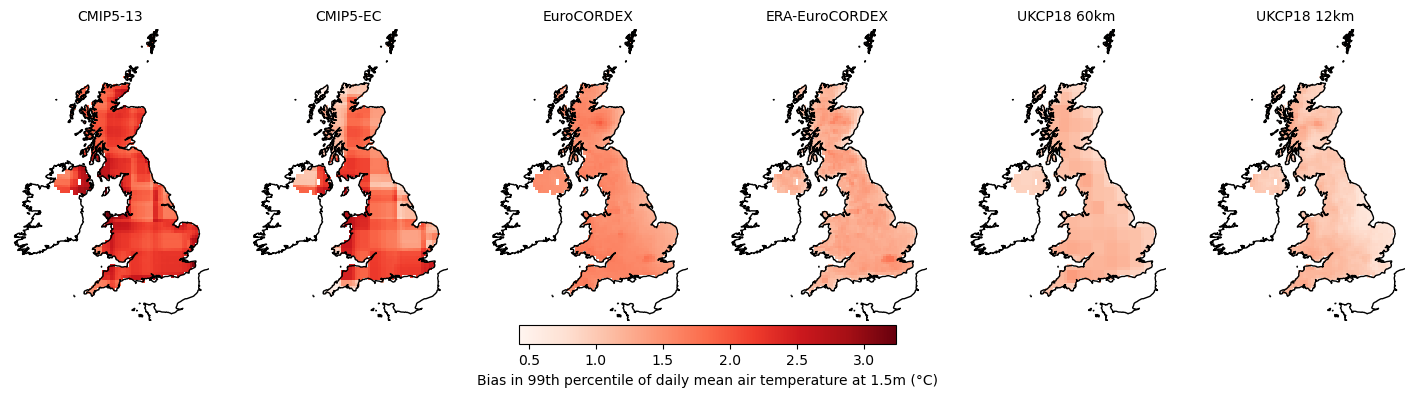 CMIP5-13 CMIP5-EC EuroCORDEX ERA-EuroCORDEX UKCP18 60km UKCP18 12km
0.5 1.0 1.5 2.0 2.5 3.0
Bias in 99th percentile of daily mean air temperature at 1.5m (°C)